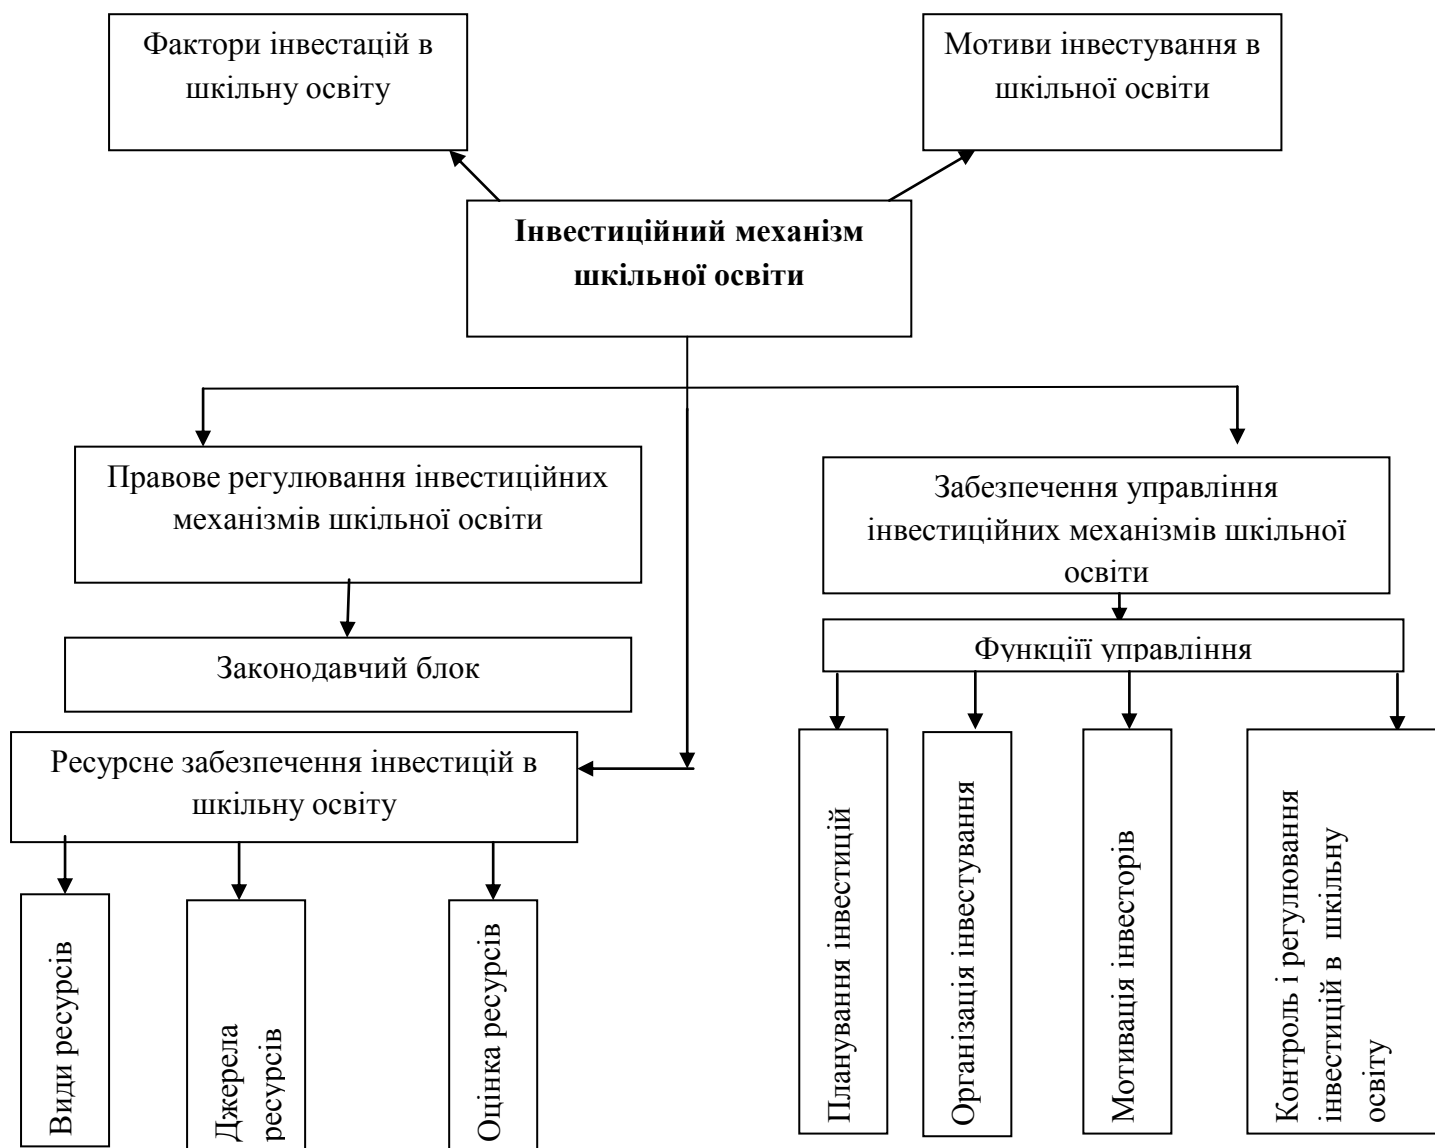 Фактори інвестацій в
шкільну освіту
Мотиви інвестування в
шкільної освіти
Інвестиційний механізм
шкільної освіти
Правове регулювання інвестиційних
механізмів шкільної освіти
Забезпечення управління
інвестиційних механізмів шкільної
освіти
Законодавчий блок
Функціїї управління
Ресурсне забезпечення інвестицій в
шкільну освіту
Види ресурсів
Джерела
ресурсів
Оцінка ресурсів
Планування інвестицій
Організація інвестування
Мотивація інвесторів
Контроль і регулювання
інвестицій в шкільну
освіту